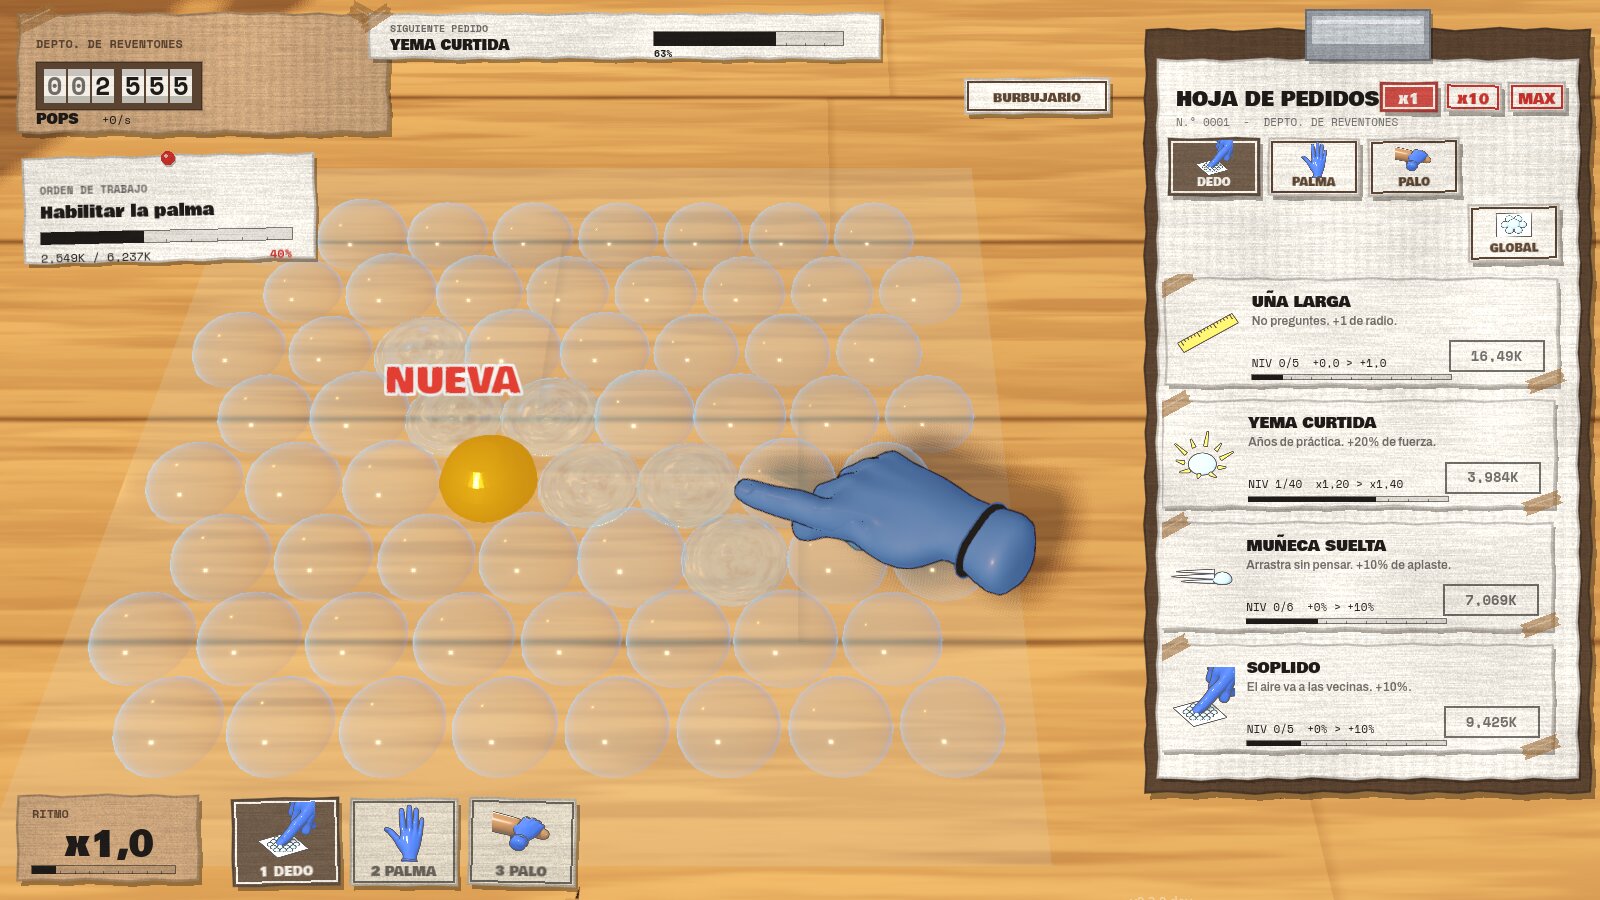 DEPTO. DE REVENTONES
002555
POPS +0/s
SIGUIENTE PEDIDO
YEMA CURTIDA
63%
BURBUJARIO
ORDEN DE TRABAJO
Habilitar la palma
2,549K / 6,237K 40%
NUEVA
RITMO
x1,0
1 DEDO
2 PALMA
3 PALO
HOJA DE PEDIDOS x1 x10 MAX
N.° 0001 - DEPTO. DE REVENTONES
DEDO PALMA PALO
GLOBAL
UÑA LARGA
No preguntes. +1 de radio.
NIV 0/5 +0,0 > +1,0
16,49K
YEMA CURTIDA
Años de práctica. +20% de fuerza.
NIV 1/40 x1,20 > x1,40
3,984K
MUÑECA SUELTA
Arrastra sin pensar. +10% de aplaste.
NIV 0/6 +0% > +10%
7,069K
SOPLIDO
El aire va a las vecinas. +10%.
NIV 0/5 +0% > +10%
9,425K